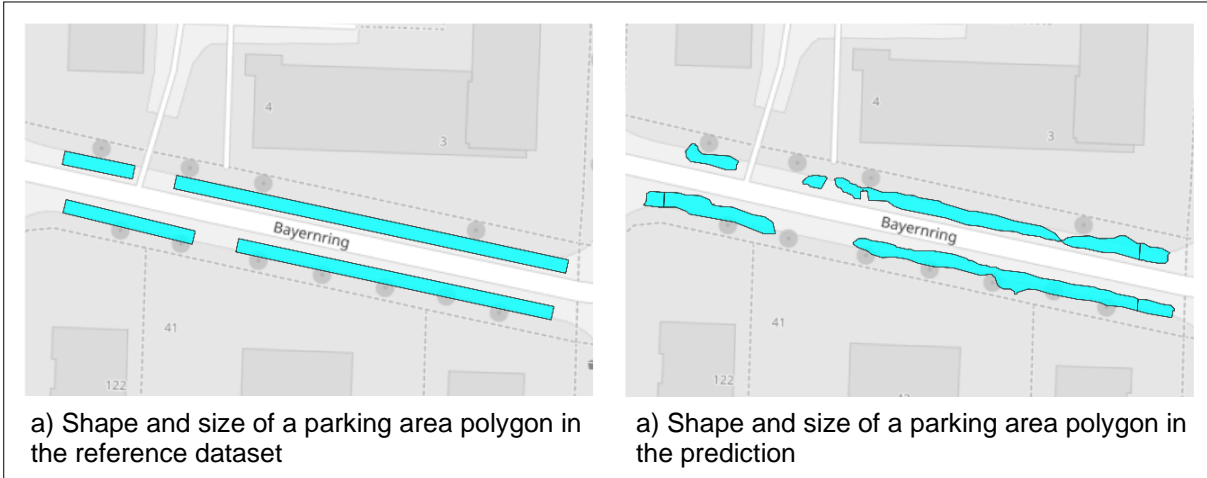 4
3
Bayernring
41
122
4
3
Bayernring
41
122
a) Shape and size of a parking area polygon in
the reference dataset
a) Shape and size of a parking area polygon in
the prediction